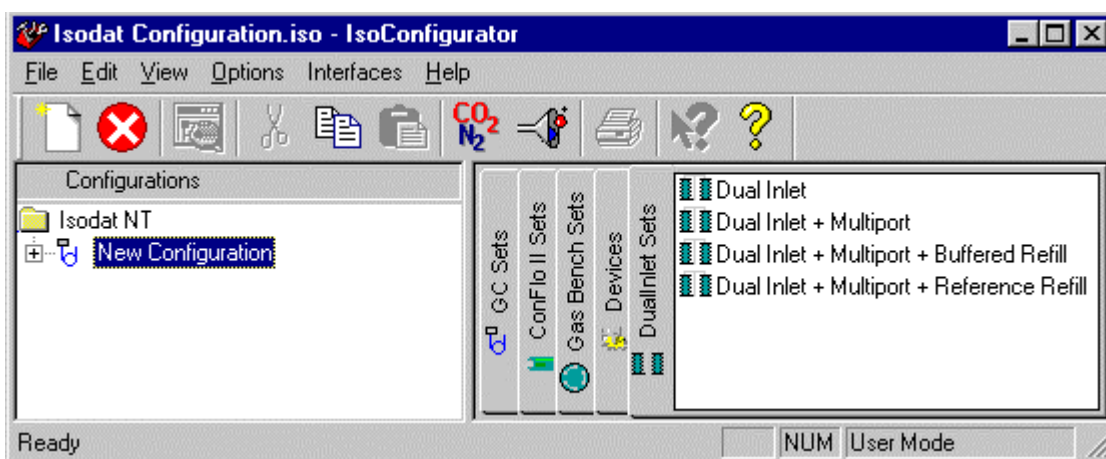 Isodat Configuration.iso - IsoConfigurator
File Edit View Options Interfaces Help
CO2
N2
Configurations
Isodat NT
New Configuration
GC Sets
ConFlo II Sets
Gas Bench Sets
Devices
DualInlet Sets
Dual Inlet
Dual Inlet + Multiport
Dual Inlet + Multiport + Buffered Refill
Dual Inlet + Multiport + Reference Refill
Ready
NUM
User Mode